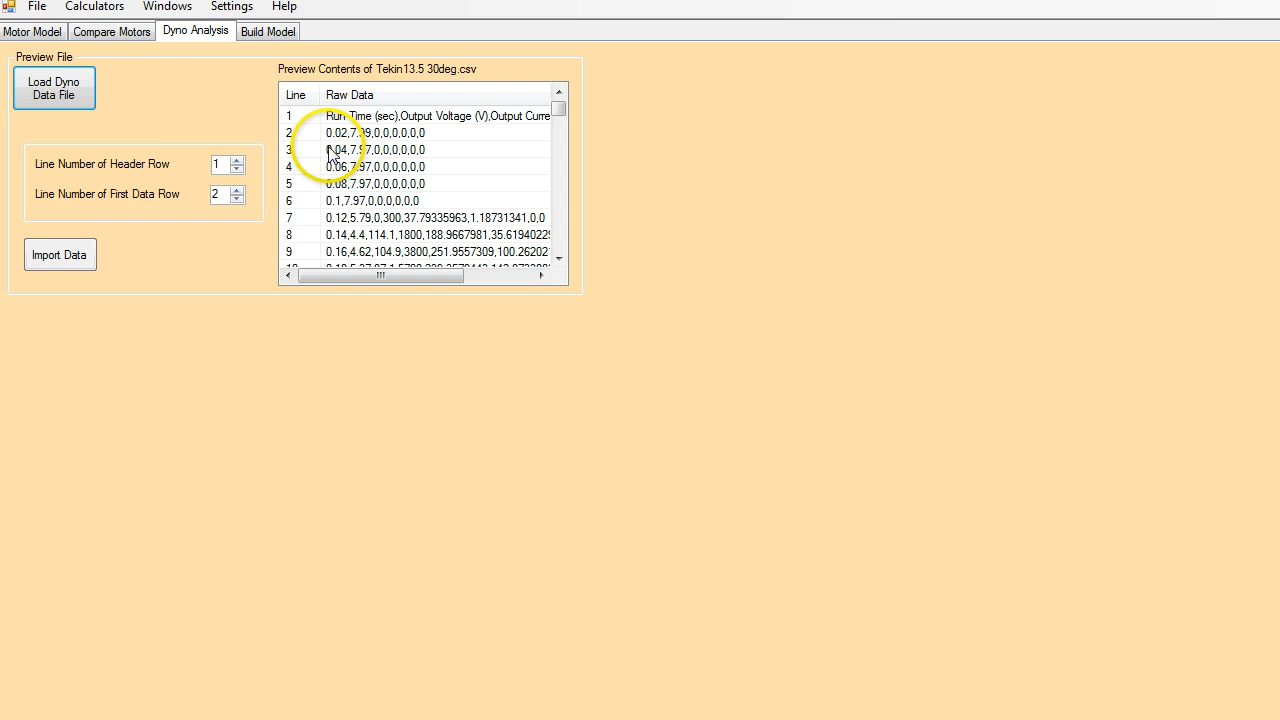 File Calculators Windows Settings Help
Motor Model Compare Motors Dyno Analysis Build Model
Preview File
Load Dyno
Data File
Line Number of Header Row 1
Line Number of First Data Row 2
Import Data
Preview Contents of Tekin13.5 30deg.csv
Line Raw Data
1 Run Time (sec),Output Voltage (V),Output Curre
2 0.02,7.99,0,0,0,0,0,0
3 0.04,7.97,0,0,0,0,0,0
4 0.06,7.97,0,0,0,0,0,0
5 0.08,7.97,0,0,0,0,0,0
6 0.1,7.97,0,0,0,0,0,0
7 0.12,5.79,0,300,37.79335963,1.18731341,0,0
8 0.14,4.4,114.1,1800,188.9667981,35.61940229
9 0.16,4.62,104.9,3800,251.9557309,100.26202